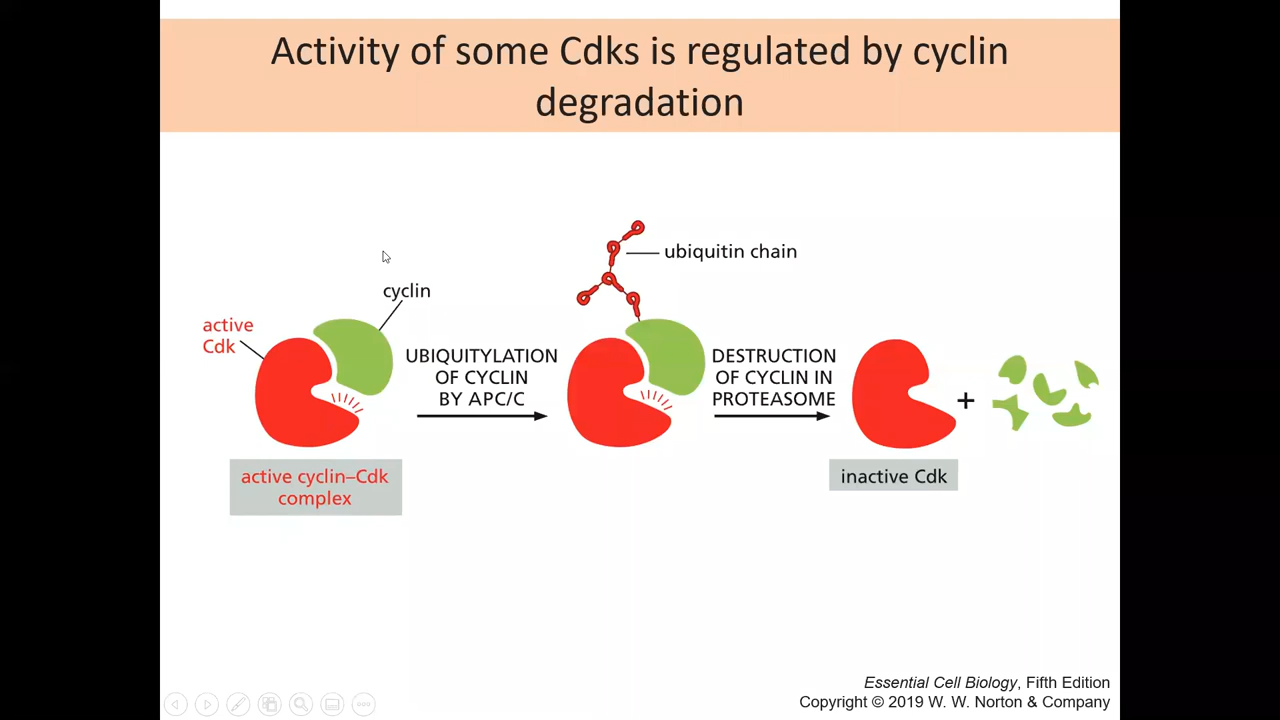 Activity of some Cdks is regulated by cyclin
degradation
ubiquitin chain
cyclin
active
Cdk
UBIQUITYLATION
OF CYCLIN
BY APC/C
DESTRUCTION
OF CYCLIN IN
PROTEASOME
+
active cyclin–Cdk
complex
inactive Cdk
Essential Cell Biology, Fifth Edition
Copyright © 2019 W. W. Norton & Company